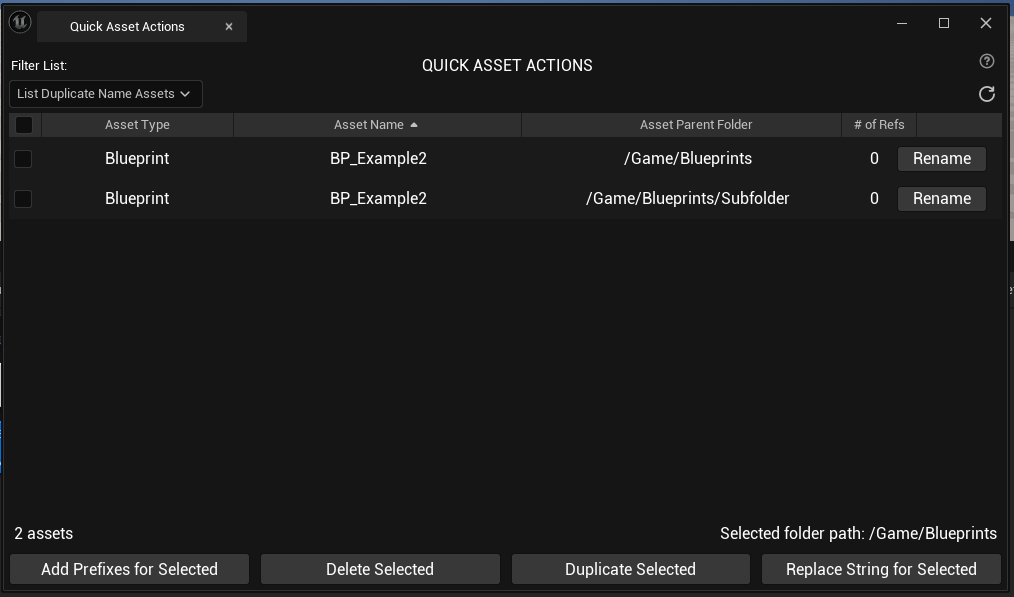 Quick Asset Actions
Filter List:
QUICK ASSET ACTIONS
List Duplicate Name Assets
Asset Type Asset Name Asset Parent Folder # of Refs
Blueprint BP_Example2 /Game/Blueprints 0 Rename
Blueprint BP_Example2 /Game/Blueprints/Subfolder 0 Rename
2 assets Selected folder path: /Game/Blueprints
Add Prefixes for Selected Delete Selected Duplicate Selected Replace String for Selected